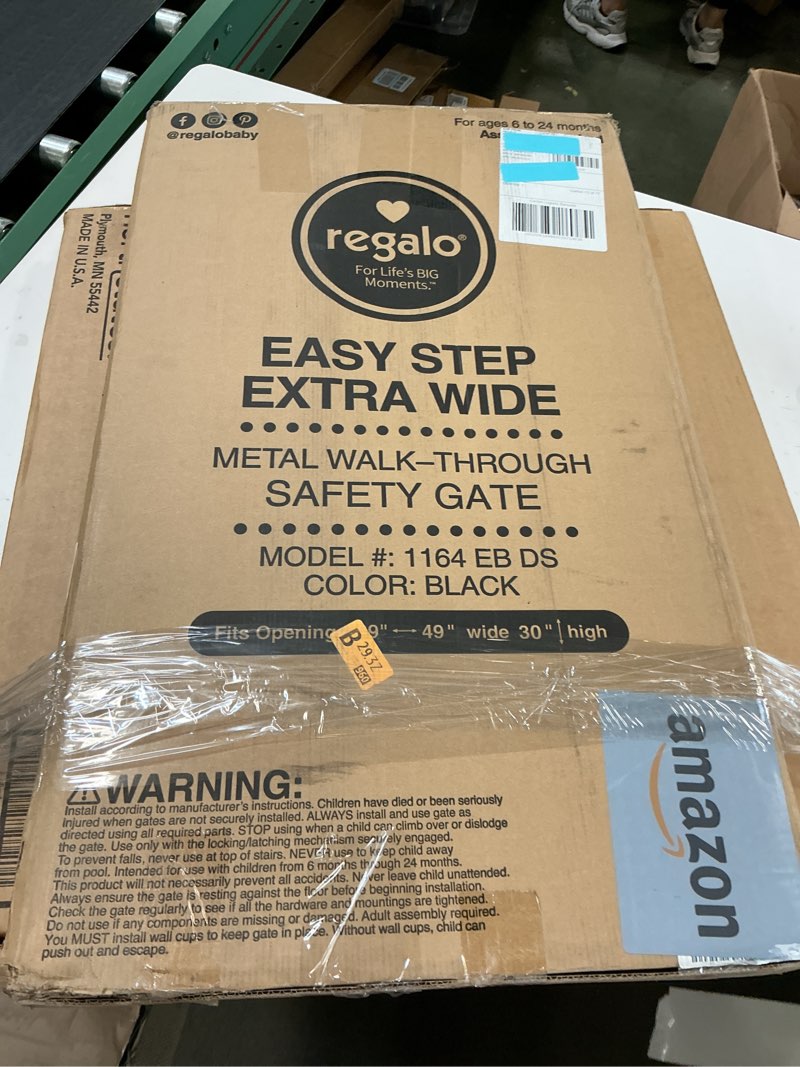 @regalobaby
For ages 6 to 24 months
regalo®
For Life's BIG
Moments.™
EASY STEP
EXTRA WIDE
METAL WALK–THROUGH
SAFETY GATE
MODEL #: 1164 EB DS
COLOR: BLACK
Fits Opening 9" ↔ 49" wide 30" high
B 29.37
960
amazon
WARNING:
Install according to manufacturer's instructions. Children have died or been seriously
Injured when gates are not securely installed. ALWAYS install and use gate as
directed using all required parts. STOP using when a child can climb over or dislodge
the gate. Use only with the locking/latching mechanism securely engaged.
To prevent falls, never use at top of stairs. NEVER use to keep child away
from pool. Intended for use with children from 6 months through 24 months.
This product will not necessarily prevent all accidents. Never leave child unattended.
Always ensure the gate is resting against the floor before beginning installation.
Check the gate regularly to see if all the hardware and mountings are tightened.
Do not use if any components are missing or damaged. Adult assembly required.
You MUST install wall cups to keep gate in place. Without wall cups, child can
push out and escape.
Plymouth, MN 55442
MADE IN U.S.A.